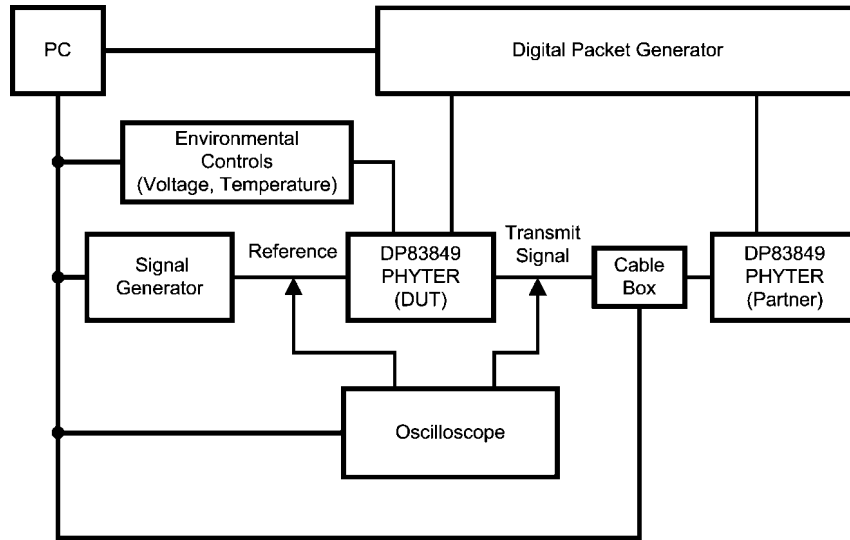 PC
Digital Packet Generator
Environmental
Controls
(Voltage, Temperature)
Signal
Generator
Reference
DP83849
PHYTER
(DUT)
Transmit
Signal
Cable
Box
DP83849
PHYTER
(Partner)
Oscilloscope